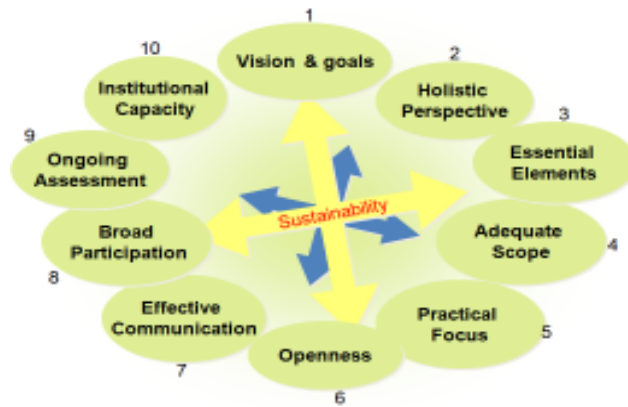 1
Vision & goals
2
Holistic
Perspective
3
Essential
Elements
4
Adequate
Scope
5
Practical
Focus
6
Openness
7
Effective
Communication
8
Broad
Participation
9
Ongoing
Assessment
10
Institutional
Capacity
Sustainability